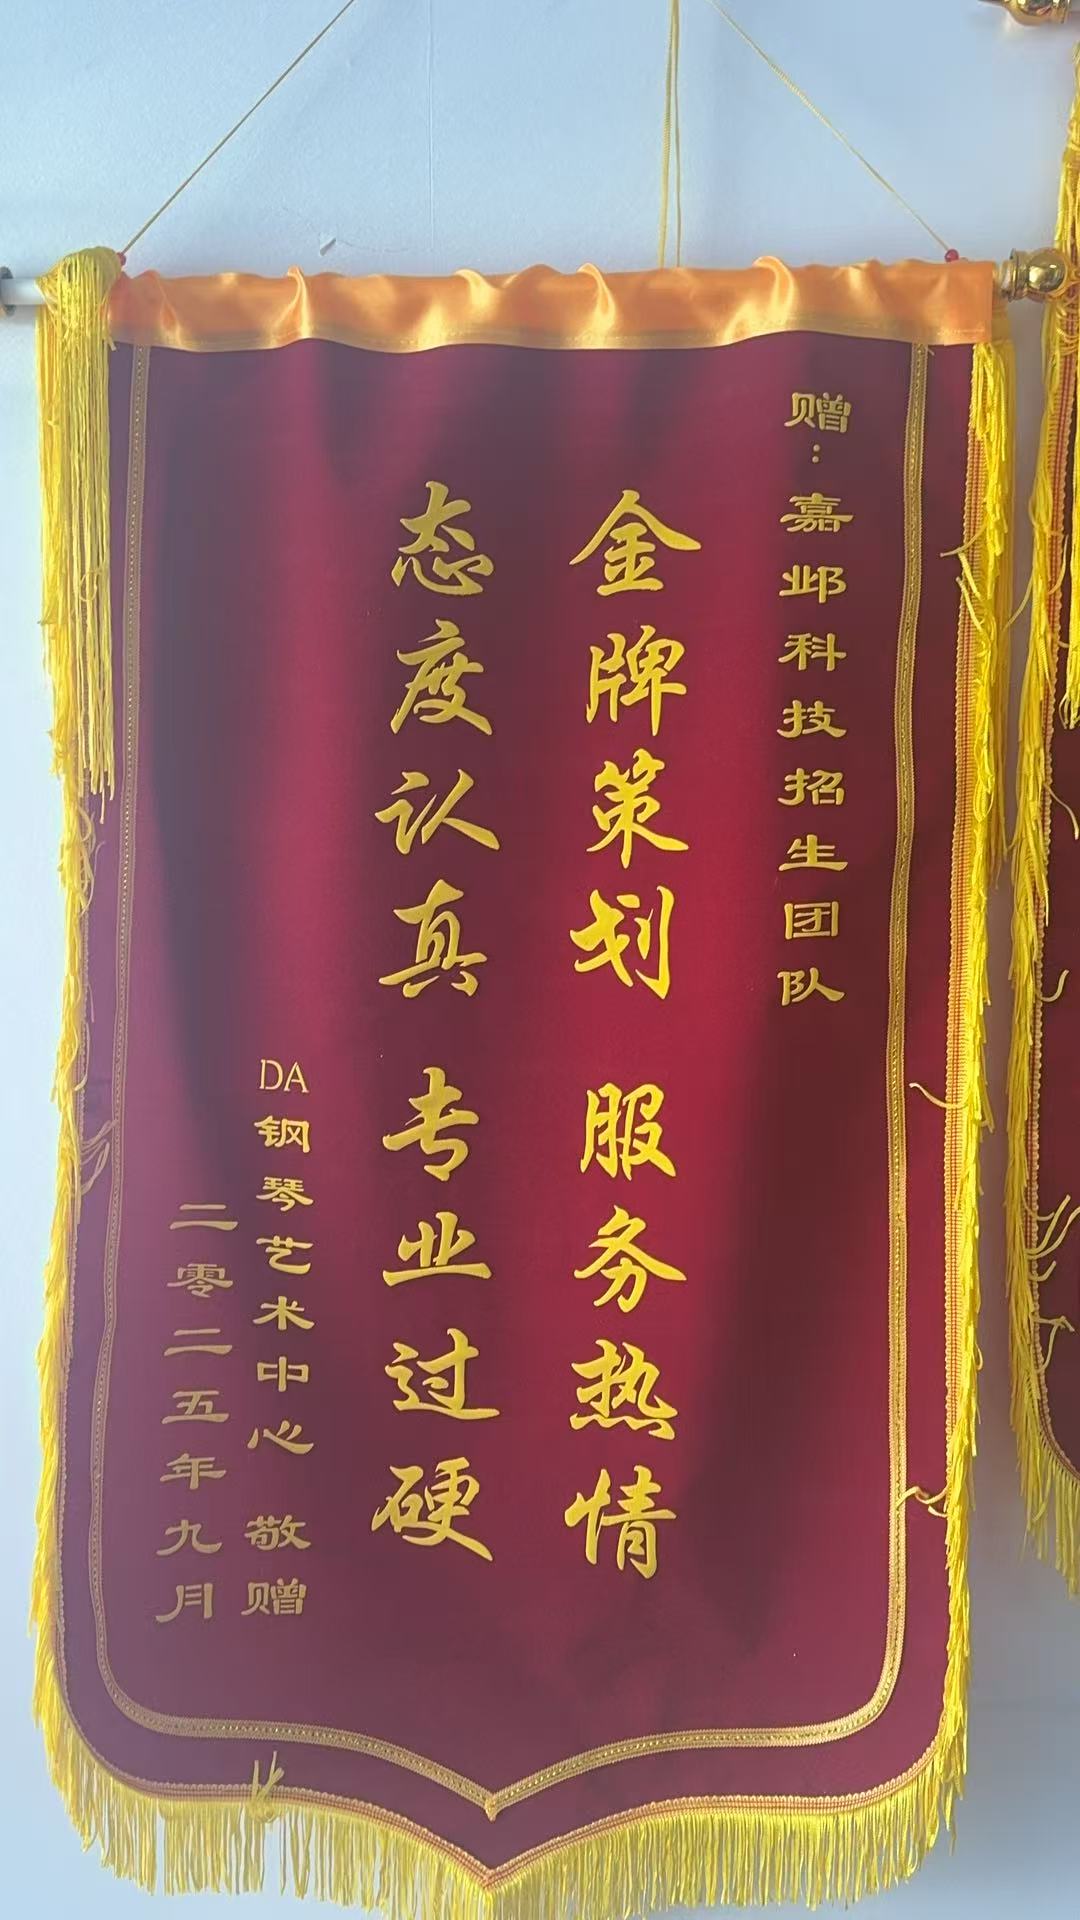 赠：嘉邺科技招生团队
金牌策划 服务热情
态度认真 专业过硬
DA钢琴艺术中心 敬赠
二零二五年九月